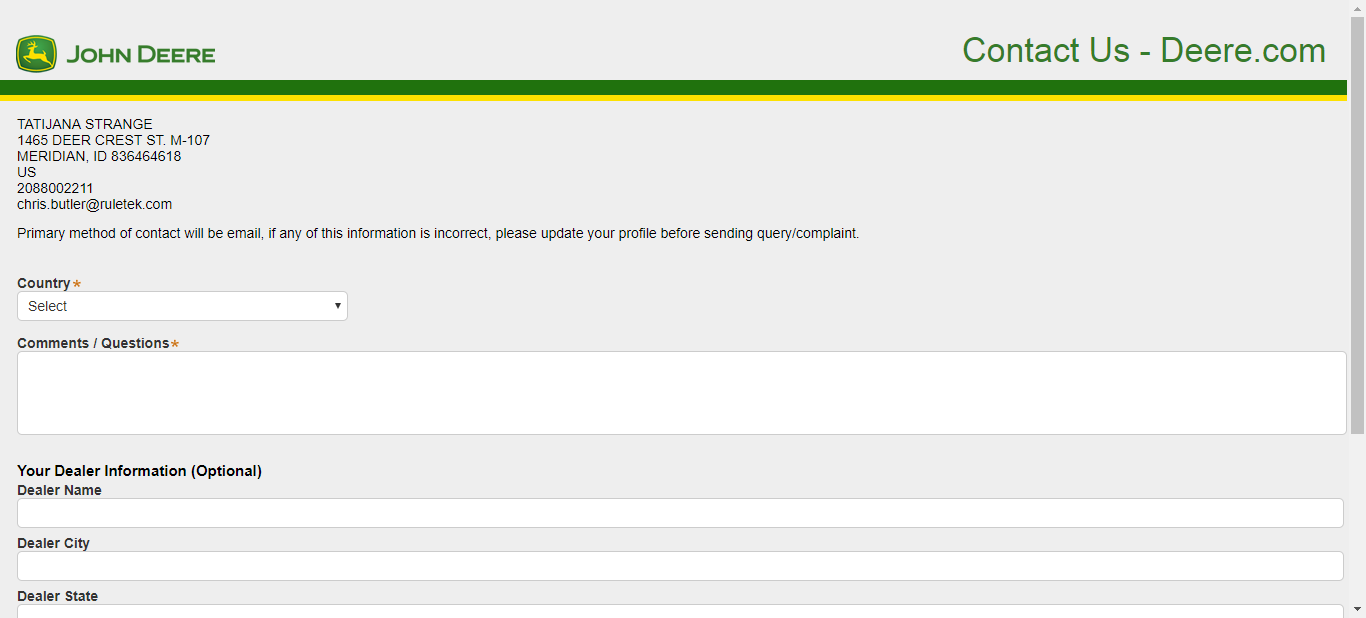 JOHN DEERE
Contact Us - Deere.com
TATIJANA STRANGE
1465 DEER CREST ST. M-107
MERIDIAN, ID 836464618
US
2088002211
chris.butler@ruletek.com
Primary method of contact will be email, if any of this information is incorrect, please update your profile before sending query/complaint.
Country*
Select
Comments / Questions*
Your Dealer Information (Optional)
Dealer Name
Dealer City
Dealer State